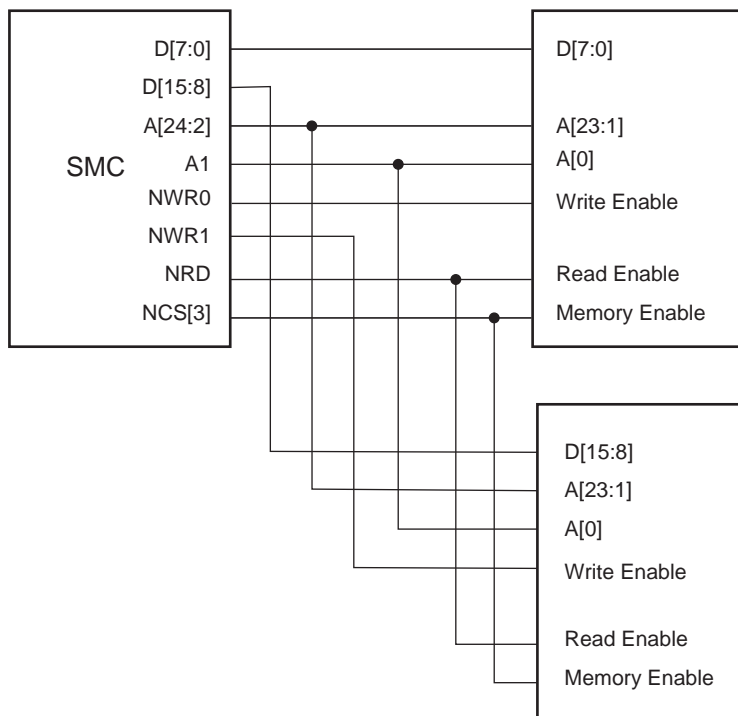 SMC
D[7:0]
D[15:8]
A[24:2]
A1
NWR0
NWR1
NRD
NCS[3]
D[7:0]
A[23:1]
A[0]
Write Enable
Read Enable
Memory Enable
D[15:8]
A[23:1]
A[0]
Write Enable
Read Enable
Memory Enable